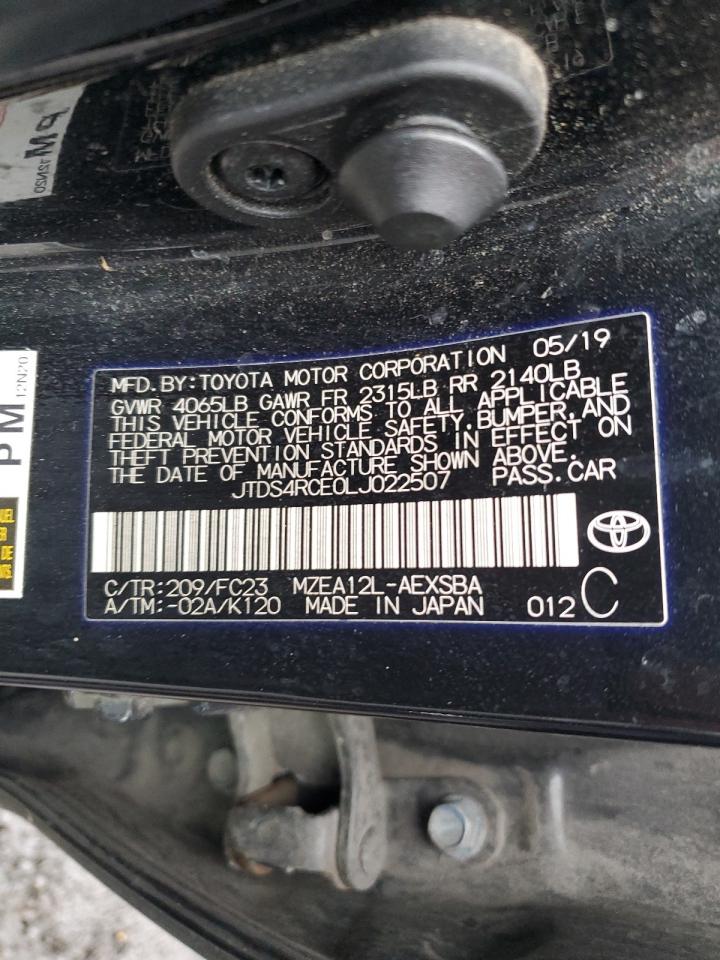 MFD. BY: TOYOTA MOTOR CORPORATION 05/19
GVWR 4065LB GAWR FR 2315LB RR 2140LB
THIS VEHICLE CONFORMS TO ALL APPLICABLE
FEDERAL MOTOR VEHICLE SAFETY, BUMPER, AND
THEFT PREVENTION STANDARDS IN EFFECT ON
THE DATE OF MANUFACTURE SHOWN ABOVE.
JTDS4RCE0LJ022507 PASS. CAR
C/TR: 209/FC23 MZEA12L-AEXSBA
A/TM: -02A/K120 MADE IN JAPAN 012 C
PM
12N20
PM